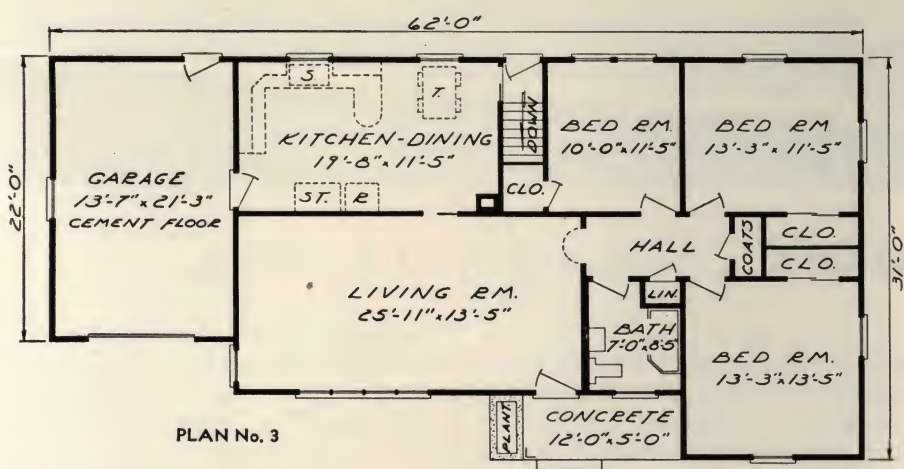 62'-0"
22'-0"
GARAGE
13'-7" x 21'-3"
CEMENT FLOOR
S.
T.
KITCHEN-DINING
19'-8" x 11'-5"
ST.
R
DOWN
CLO.
BED RM.
10'-0" x 11'-5"
BED RM.
13'-3" x 11'-5"
HALL
COATS
CLO.
CLO.
31'-0"
LIVING RM.
25'-11" x 13'-5"
LIN.
BATH
7'-0" x 8'-5"
BED RM.
13'-3" x 13'-5"
PLANT.
CONCRETE
12'-0" x 5'-0"
PLAN No. 3